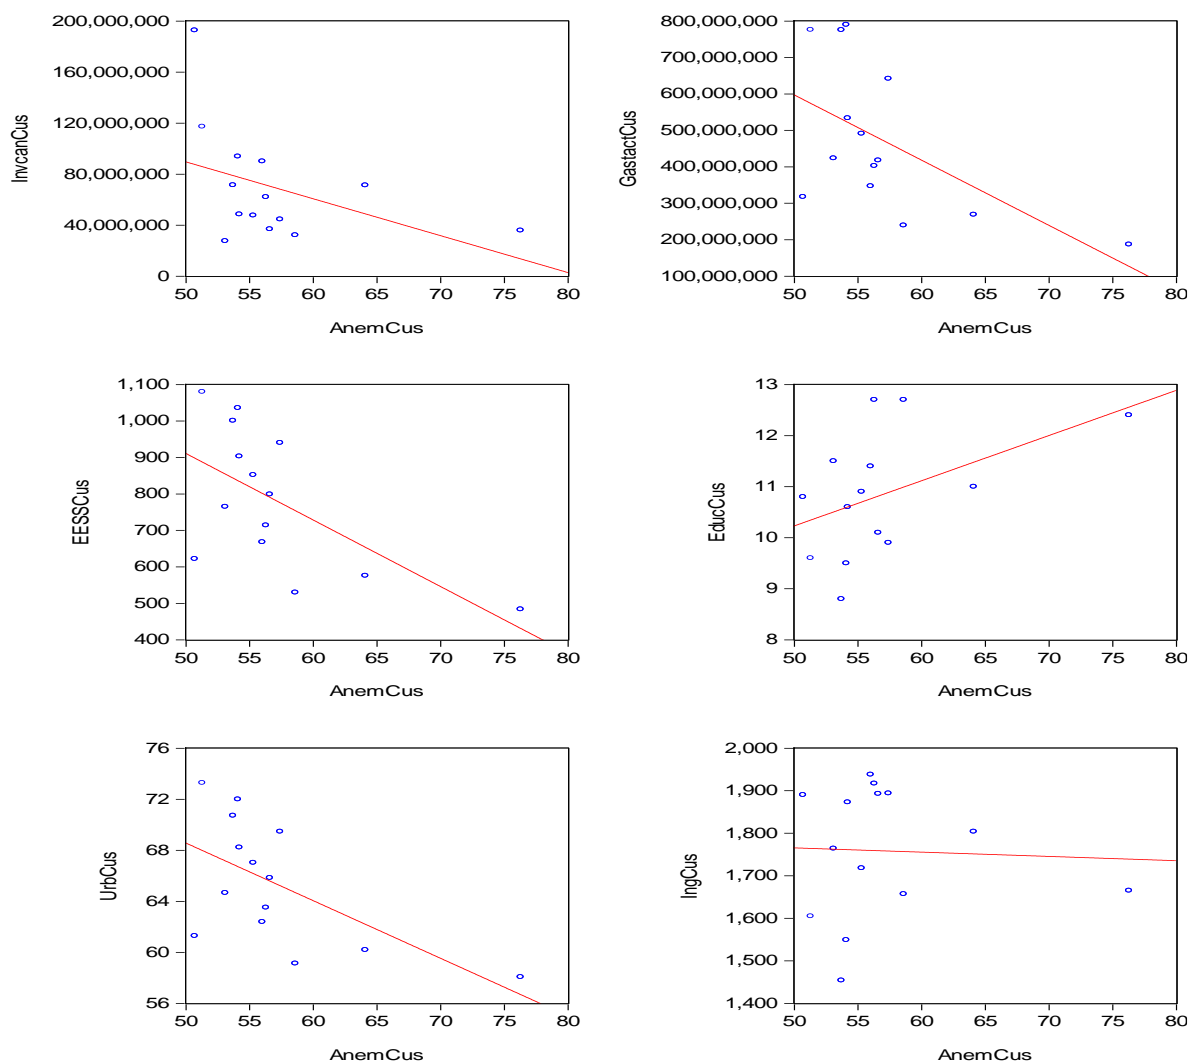 InvcanCus
200,000,000
160,000,000
120,000,000
80,000,000
40,000,000
0
50 55 60 65 70 75 80
AnemCus
GastactCus
800,000,000
700,000,000
600,000,000
500,000,000
400,000,000
300,000,000
200,000,000
100,000,000
50 55 60 65 70 75 80
AnemCus
EESSCus
1,100
1,000
900
800
700
600
500
400
50 55 60 65 70 75 80
AnemCus
EducCus
13
12
11
10
9
8
50 55 60 65 70 75 80
AnemCus
UrbCus
76
72
68
64
60
56
50 55 60 65 70 75 80
AnemCus
IngCus
2,000
1,900
1,800
1,700
1,600
1,500
1,400
50 55 60 65 70 75 80
AnemCus